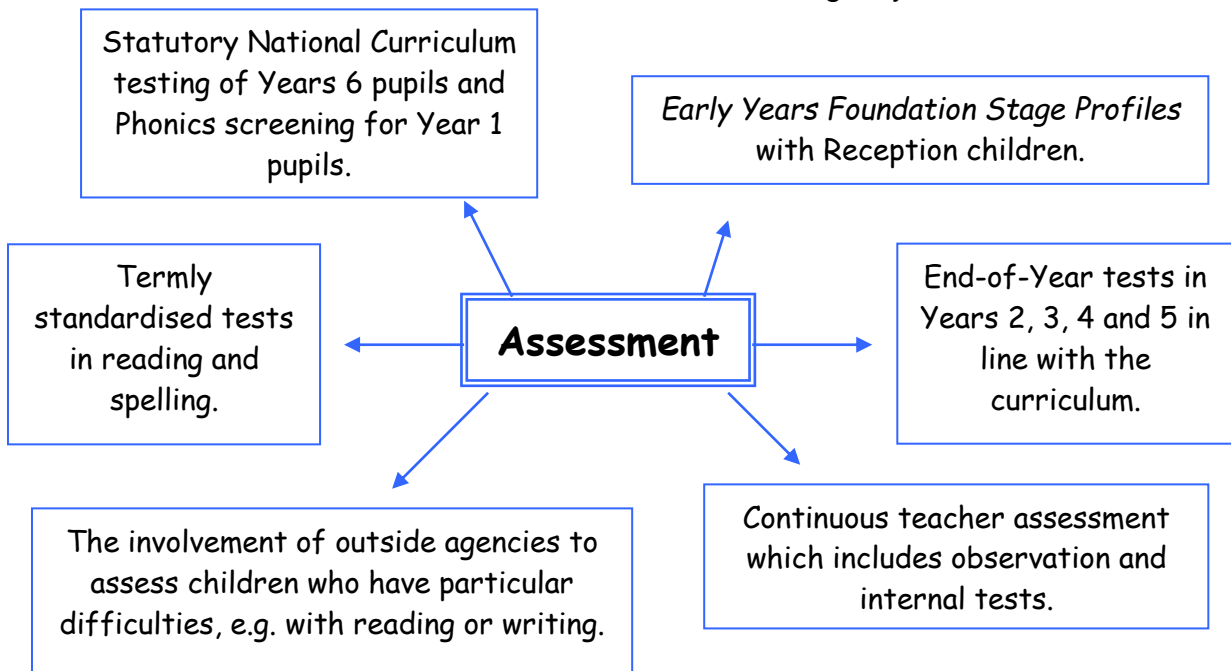 Statutory National Curriculum
testing of Years 6 pupils and
Phonics screening for Year 1
pupils.
Early Years Foundation Stage Profiles
with Reception children.
Termly
standardised tests
in reading and
spelling.
Assessment
End-of-Year tests in
Years 2, 3, 4 and 5 in
line with the
curriculum.
The involvement of outside agencies to
assess children who have particular
difficulties, e.g. with reading or writing.
Continuous teacher assessment
which includes observation and
internal tests.